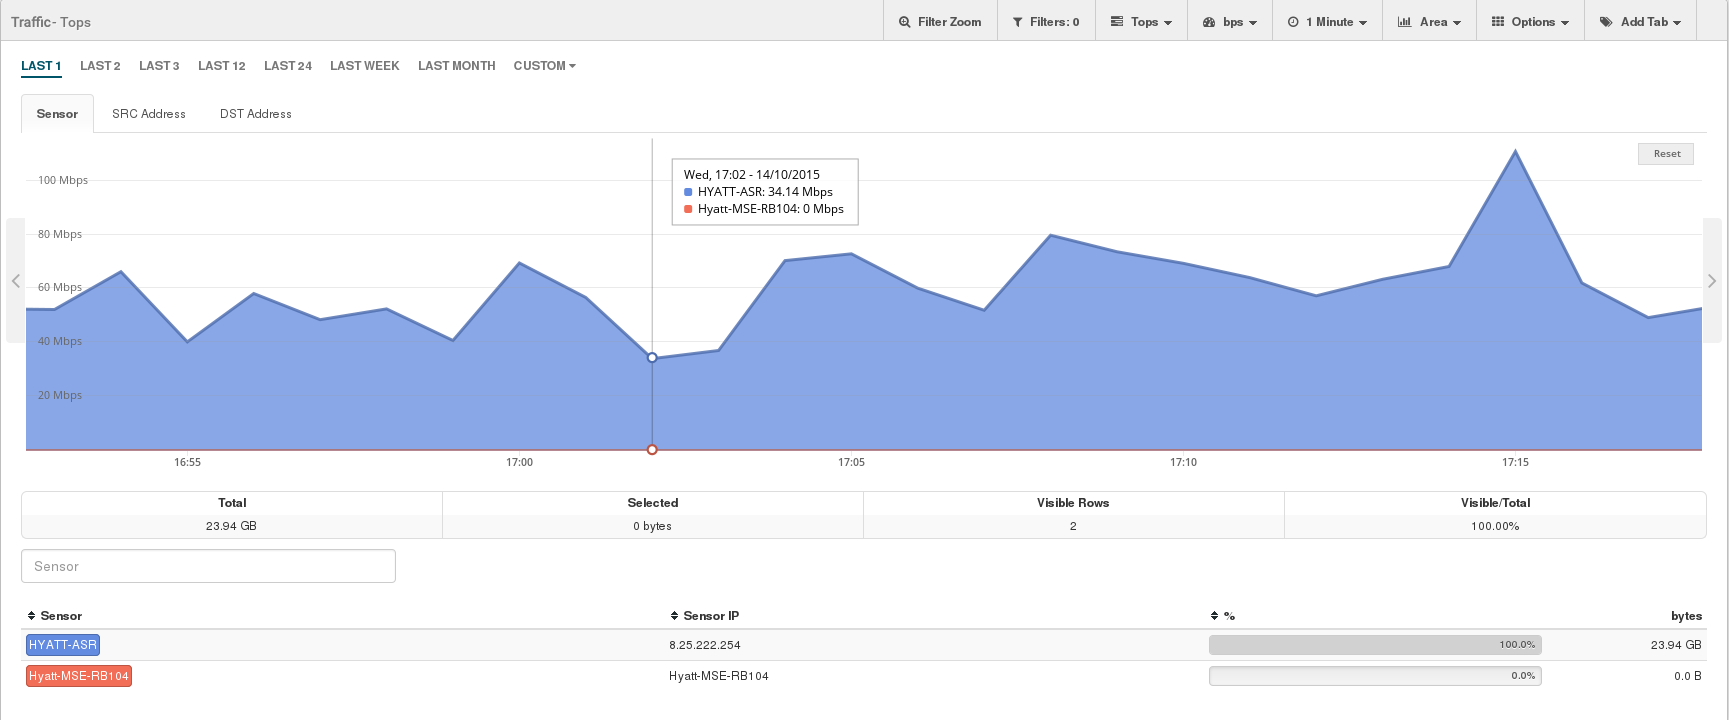 Traffic- Tops
Filter Zoom
Filters: 0
Tops
bps
1 Minute
Area
Options
Add Tab
LAST 1 LAST 2 LAST 3 LAST 12 LAST 24 LAST WEEK LAST MONTH CUSTOM
Sensor SRC Address DST Address
Reset
100 Mbps
80 Mbps
60 Mbps
40 Mbps
20 Mbps
Wed, 17:02 - 14/10/2015
HYATT-ASR: 34.14 Mbps
Hyatt-MSE-RB104: 0 Mbps
16:55 17:00 17:05 17:10 17:15
Total Selected Visible Rows Visible/Total
23.94 GB 0 bytes 2 100.00%
Sensor
Sensor Sensor IP % bytes
HYATT-ASR 8.25.222.254 100.0% 23.94 GB
Hyatt-MSE-RB104 Hyatt-MSE-RB104 0.0% 0.0 B